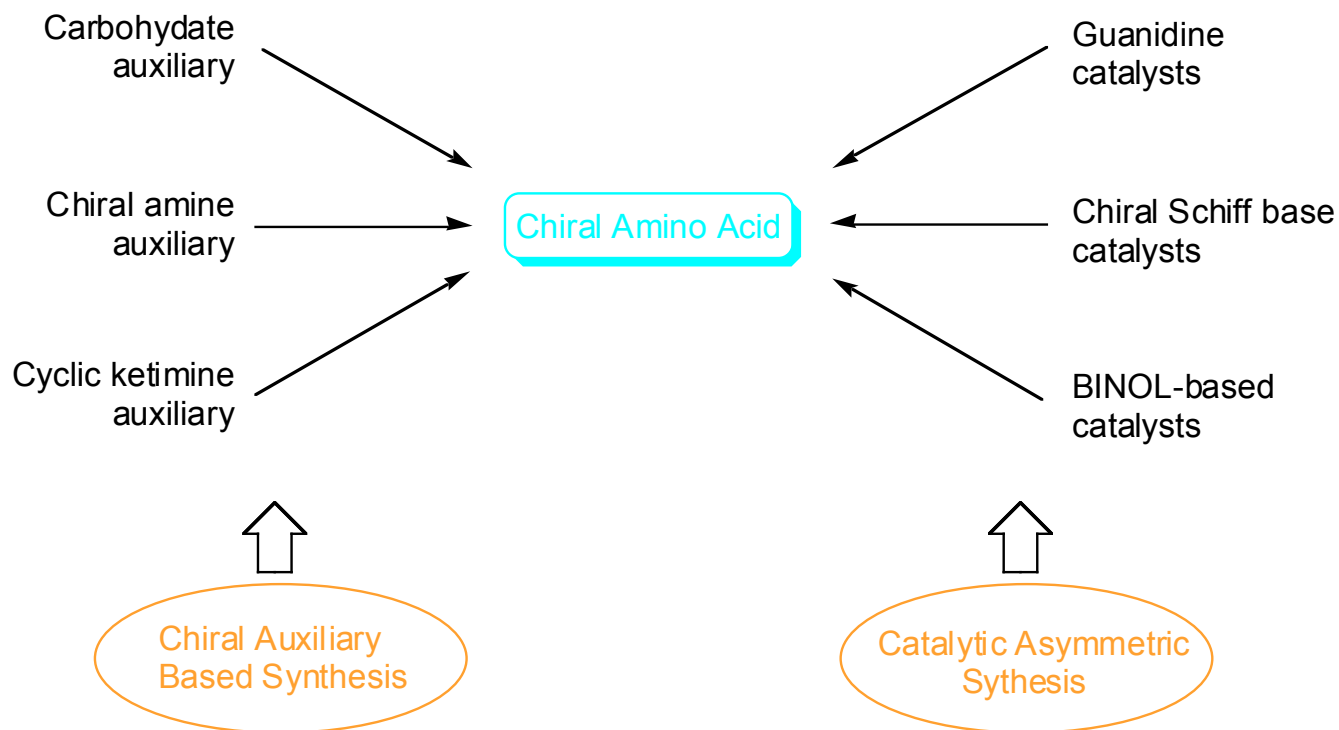 Carbohydate
auxiliary
Guanidine
catalysts
Chiral amine
auxiliary
Chiral Amino Acid
Chiral Schiff base
catalysts
Cyclic ketimine
auxiliary
BINOL-based
catalysts
Chiral Auxiliary
Based Synthesis
Catalytic Asymmetric
Sythesis